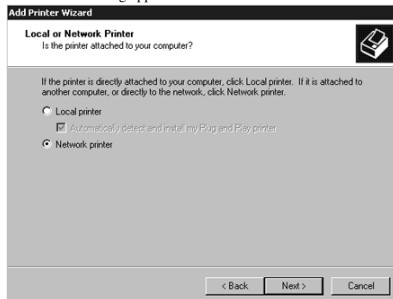 Add Printer Wizard
Local or Network Printer
Is the printer attached to your computer?
If the printer is directly attached to your computer, click Local printer. If it is attached to
another computer, or directly to the network, click Network printer.
Local printer
Automatically detect and install my Plug and Play printer
Network printer
< Back
Next >
Cancel